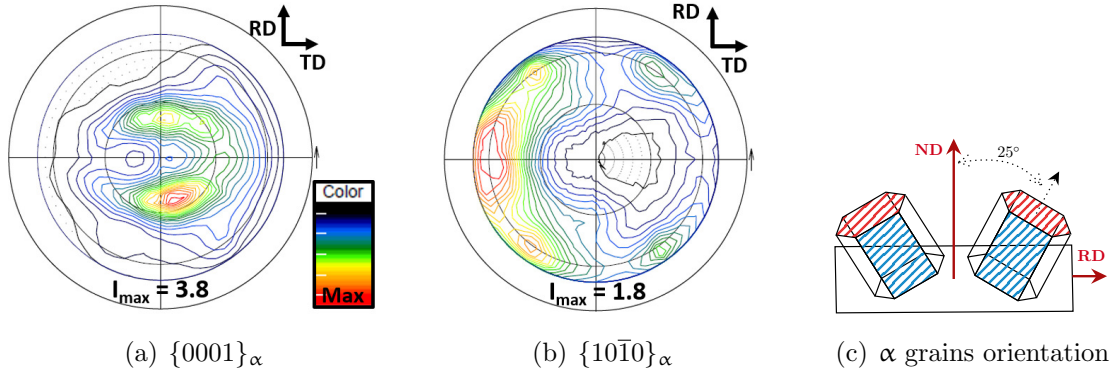 RD
TD
Color
Max
I_max = 3.8
(a) {0001}_α
RD
TD
I_max = 1.8
(b) {101̄0}_α
ND
25°
RD
(c) α grains orientation